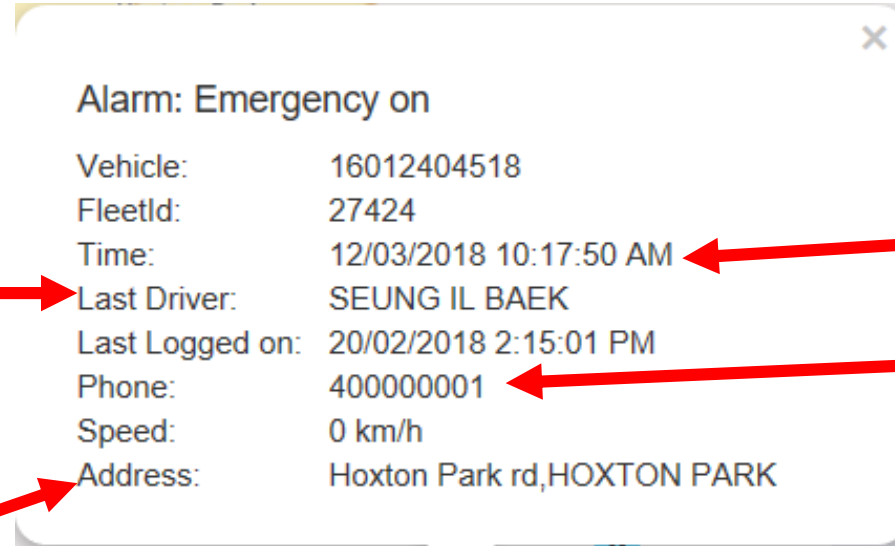 Alarm: Emergency on
Vehicle: 16012404518
FleetId: 27424
Time: 12/03/2018 10:17:50 AM
Last Driver: SEUNG IL BAEK
Last Logged on: 20/02/2018 2:15:01 PM
Phone: 400000001
Speed: 0 km/h
Address: Hoxton Park rd,HOXTON PARK